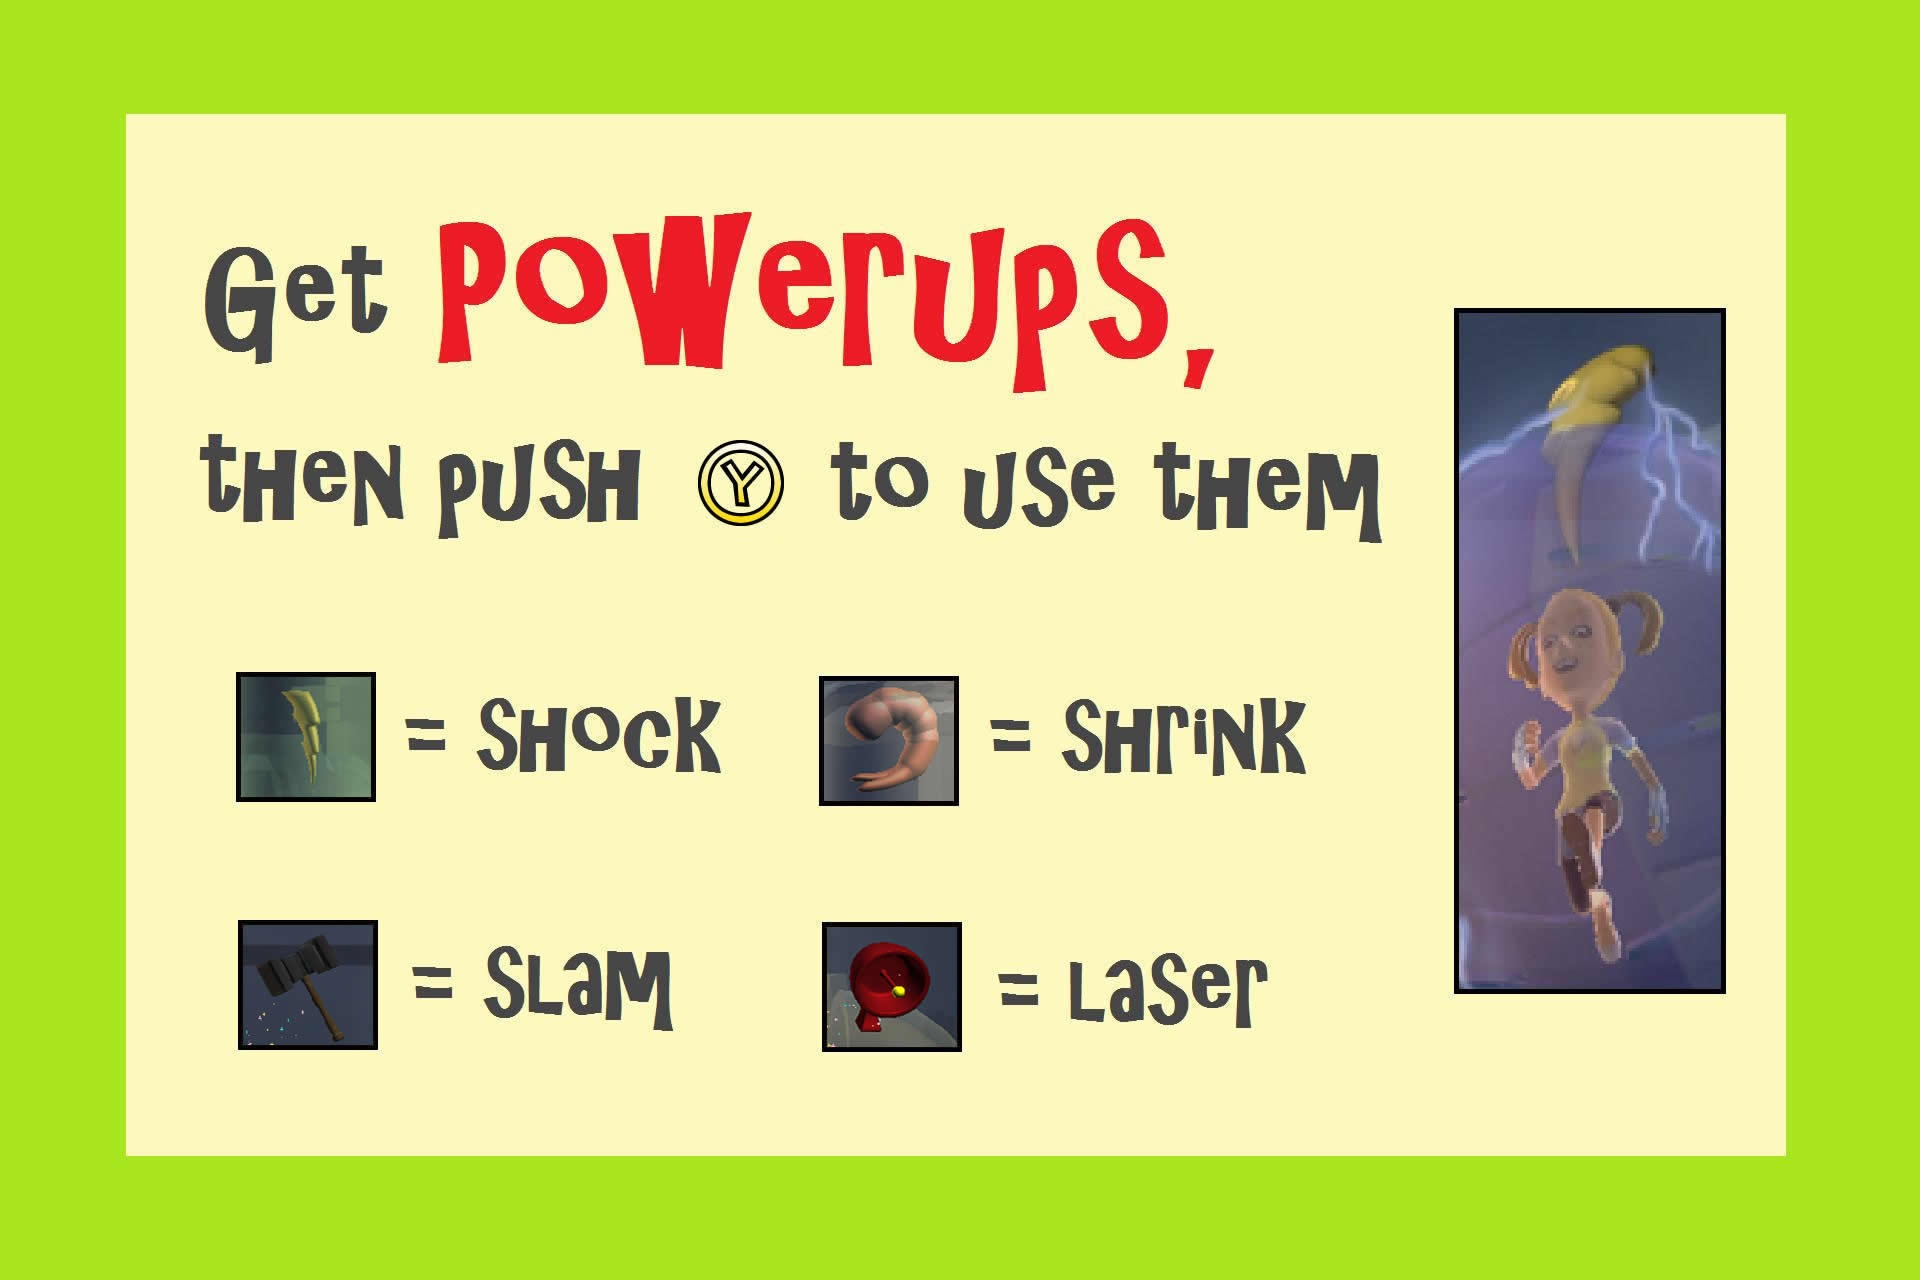 Get Powerups,
then push Y to use them
= Shock
= Shrink
= Slam
= Laser